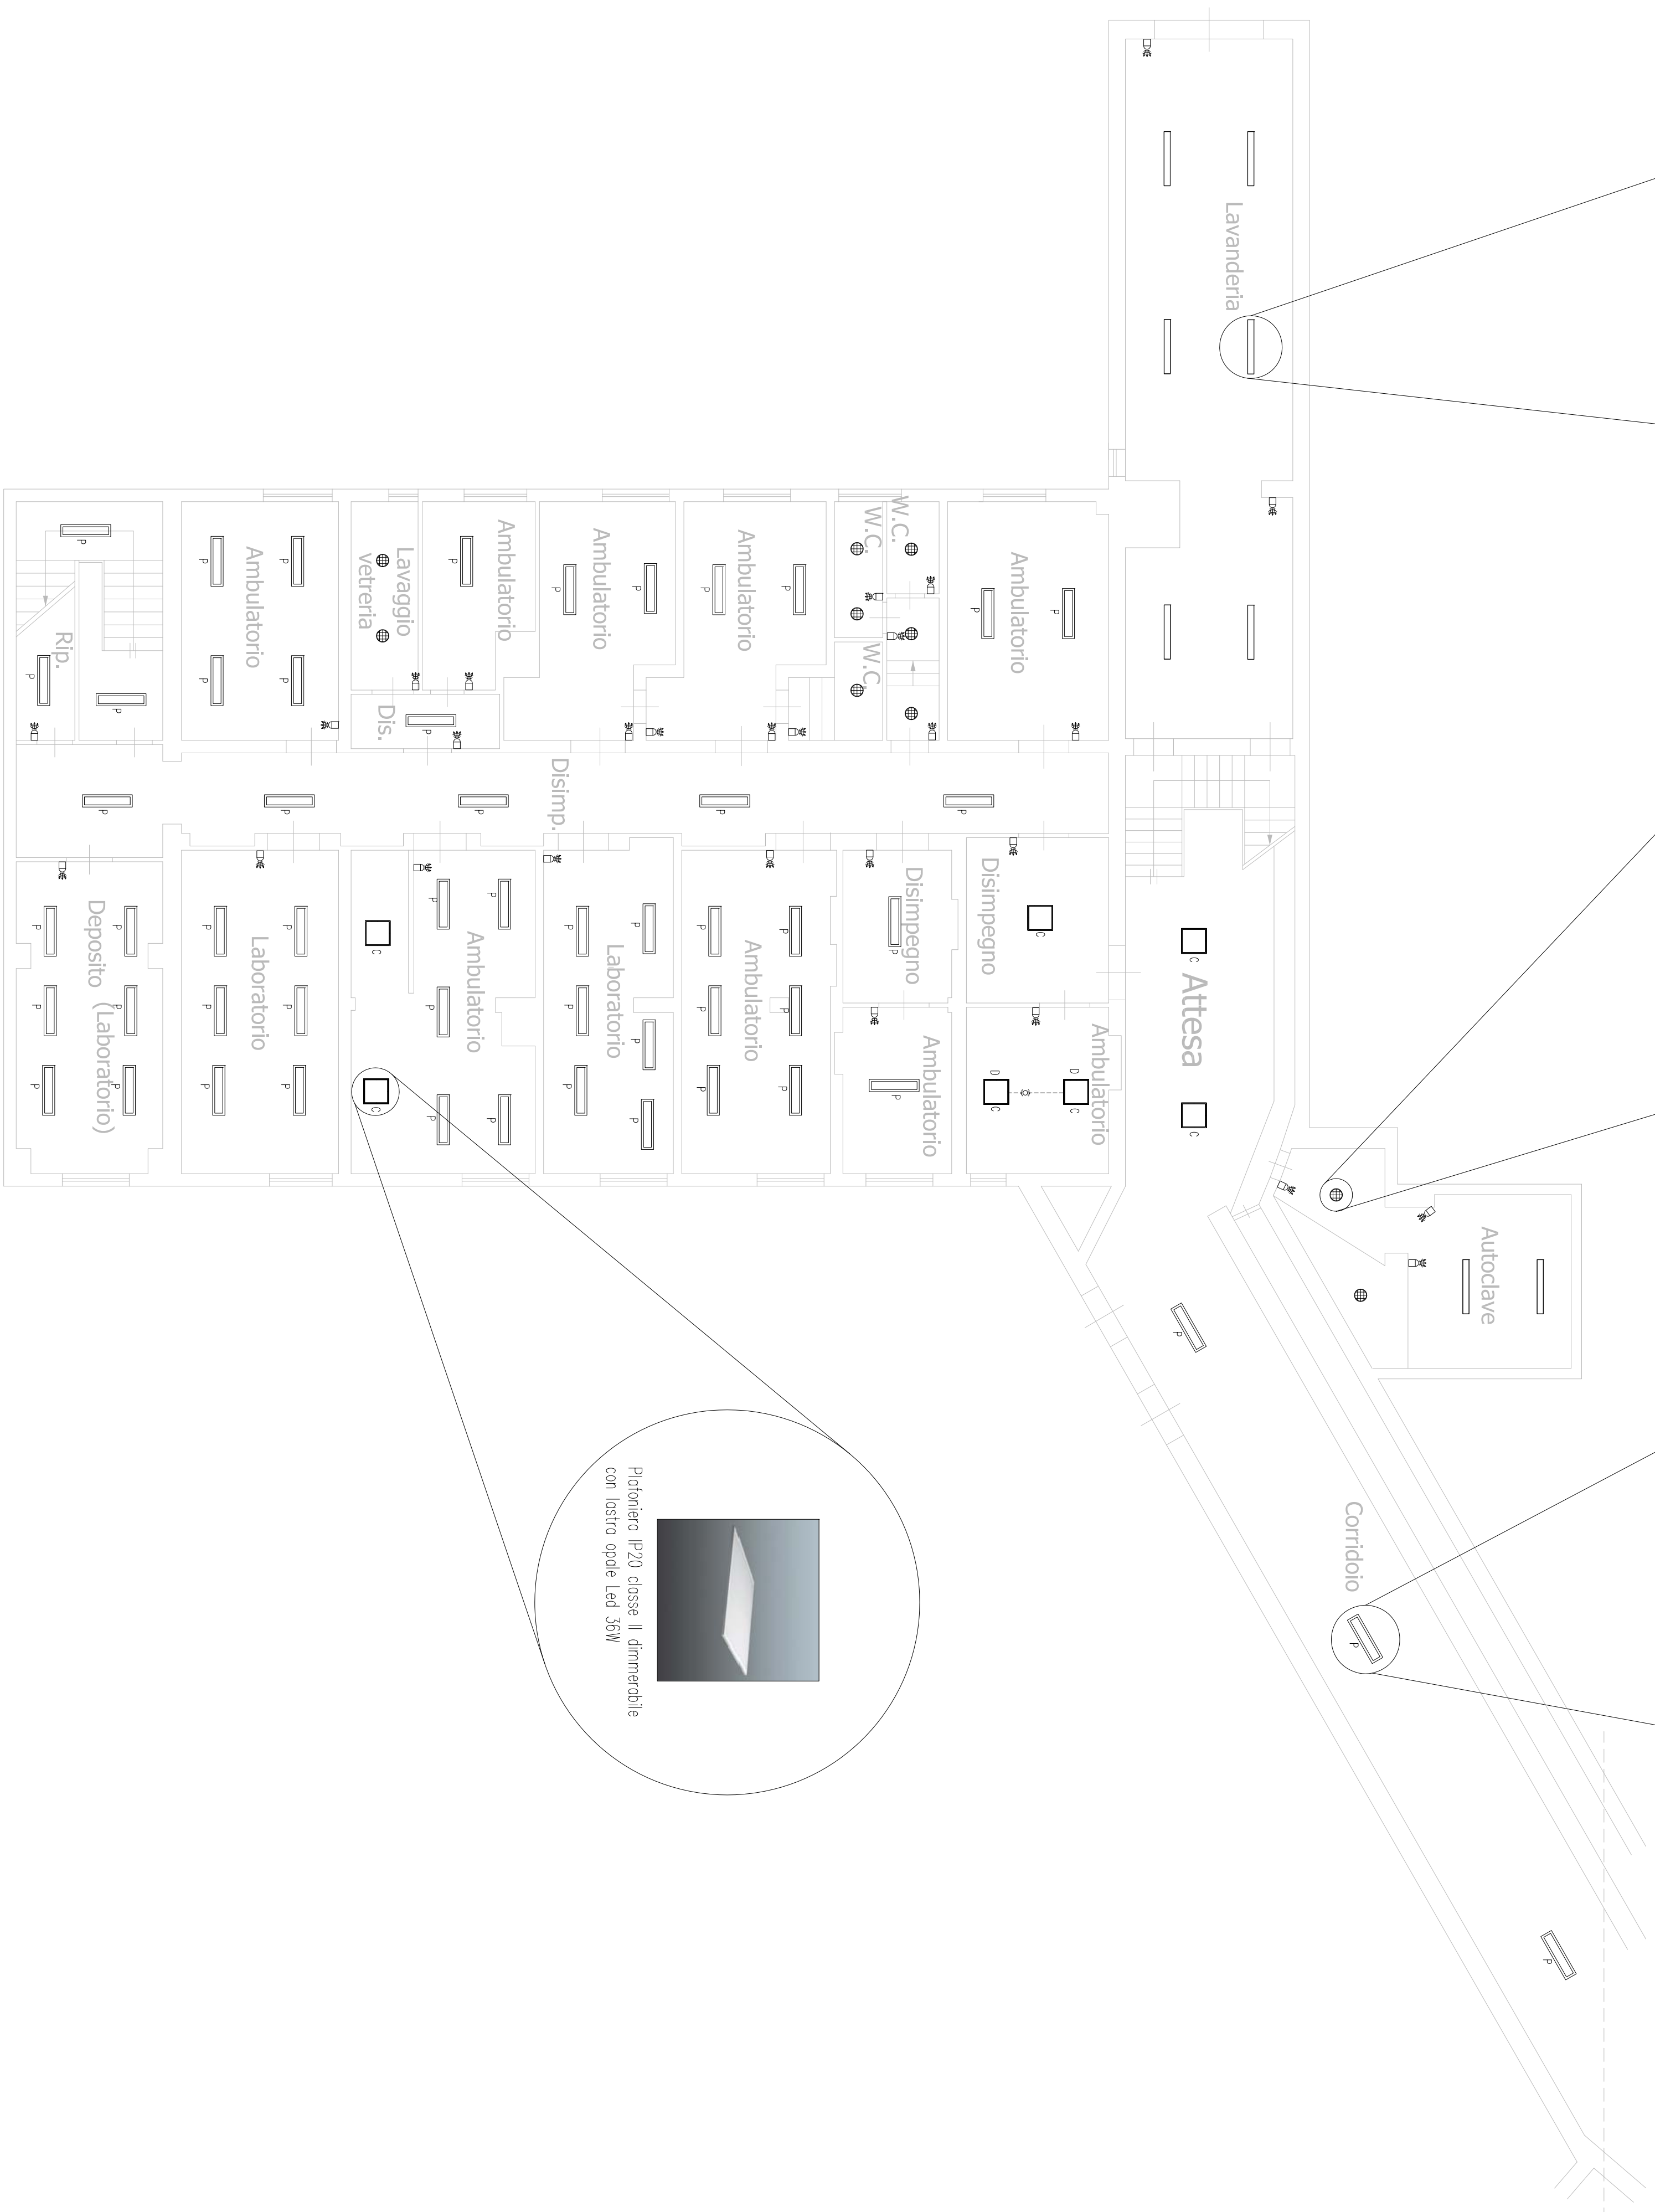 Lavanderia
Autoclave
Corridoio
P
P
P
Attesa
C
C
Ambulatorio
P
P
Ambulatorio
D
C
D
C
Disimpegno
C
Disimpegno
P
Ambulatorio
P
W.C.
W.C.
W.C.
Ambulatorio
P
P
Ambulatorio
P
P
P
P
P
P
Ambulatorio
P
P
Laboratorio
P
P
P
P
P
P
Disimp.
P
P
P
P
P
Ambulatorio
P
Ambulatorio
P
P
P
P
P
C
C
Lavaggio
vetreria
Dis.
P
Ambulatorio
P
P
P
P
Laboratorio
P
P
P
P
P
P
Deposito (Laboratorio)
P
P
P
P
P
P
Rip.
P
P
P
Plafoniera IP20 classe II dimmerabile
con lastra opale Led 36W